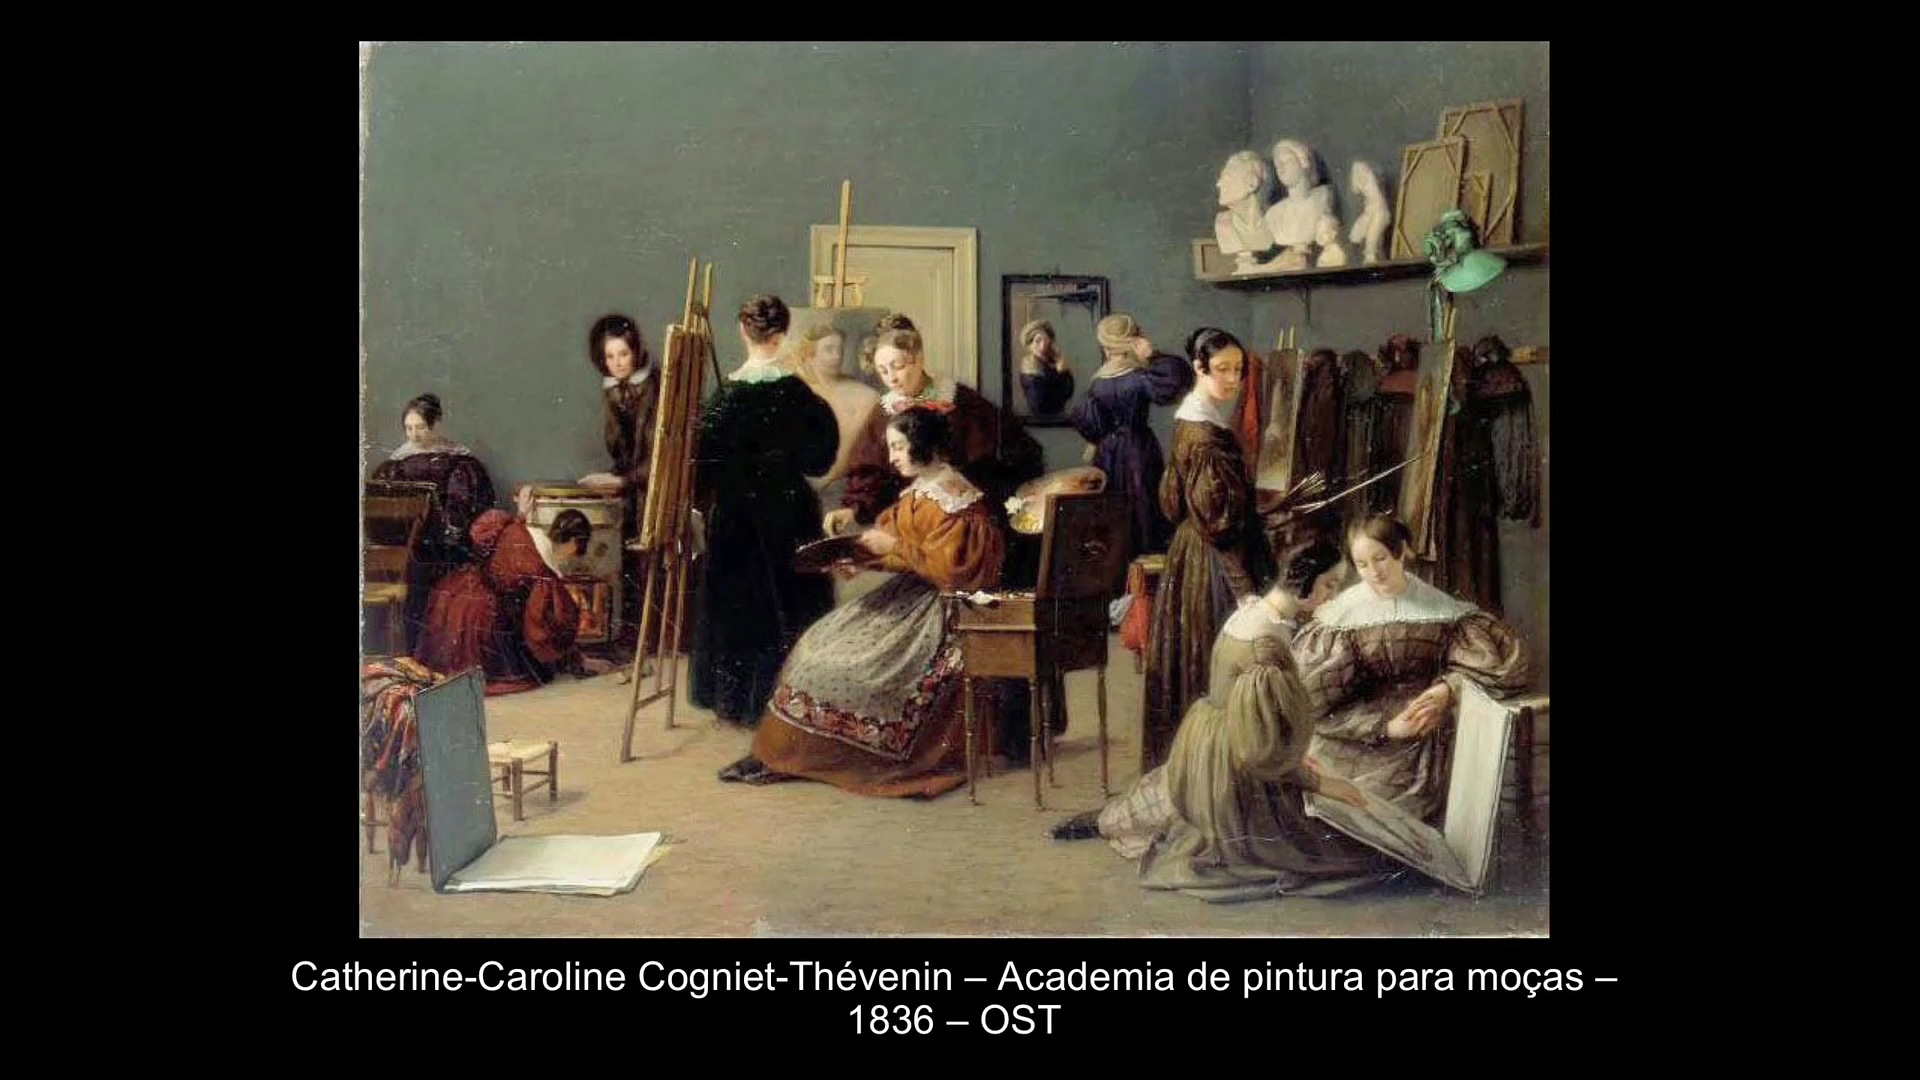 Catherine-Caroline Cogniet-Thévenin – Academia de pintura para moças –
1836 – OST